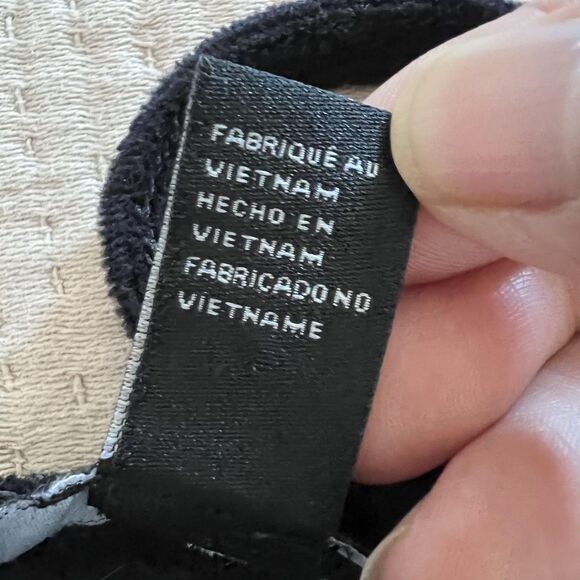 FABRIQUÉ AU
VIETNAM
HECHO EN
VIETNAM
FABRICADO NO
VIETNAME